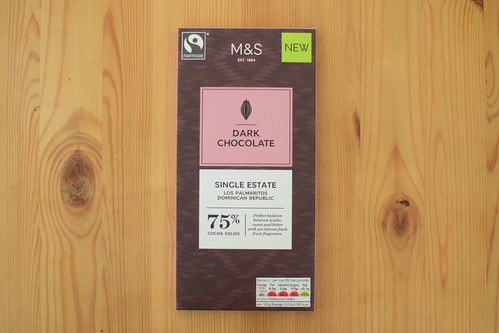 FAIRTRADE
M&S
EST. 1884
NEW
DARK
CHOCOLATE
SINGLE ESTATE
LOS PALMARITOS
DOMINICAN REPUBLIC
75%
COCOA SOLIDS
Perfect balance
between acidic,
sweet and bitter
with an intense fresh
fruit fragrance